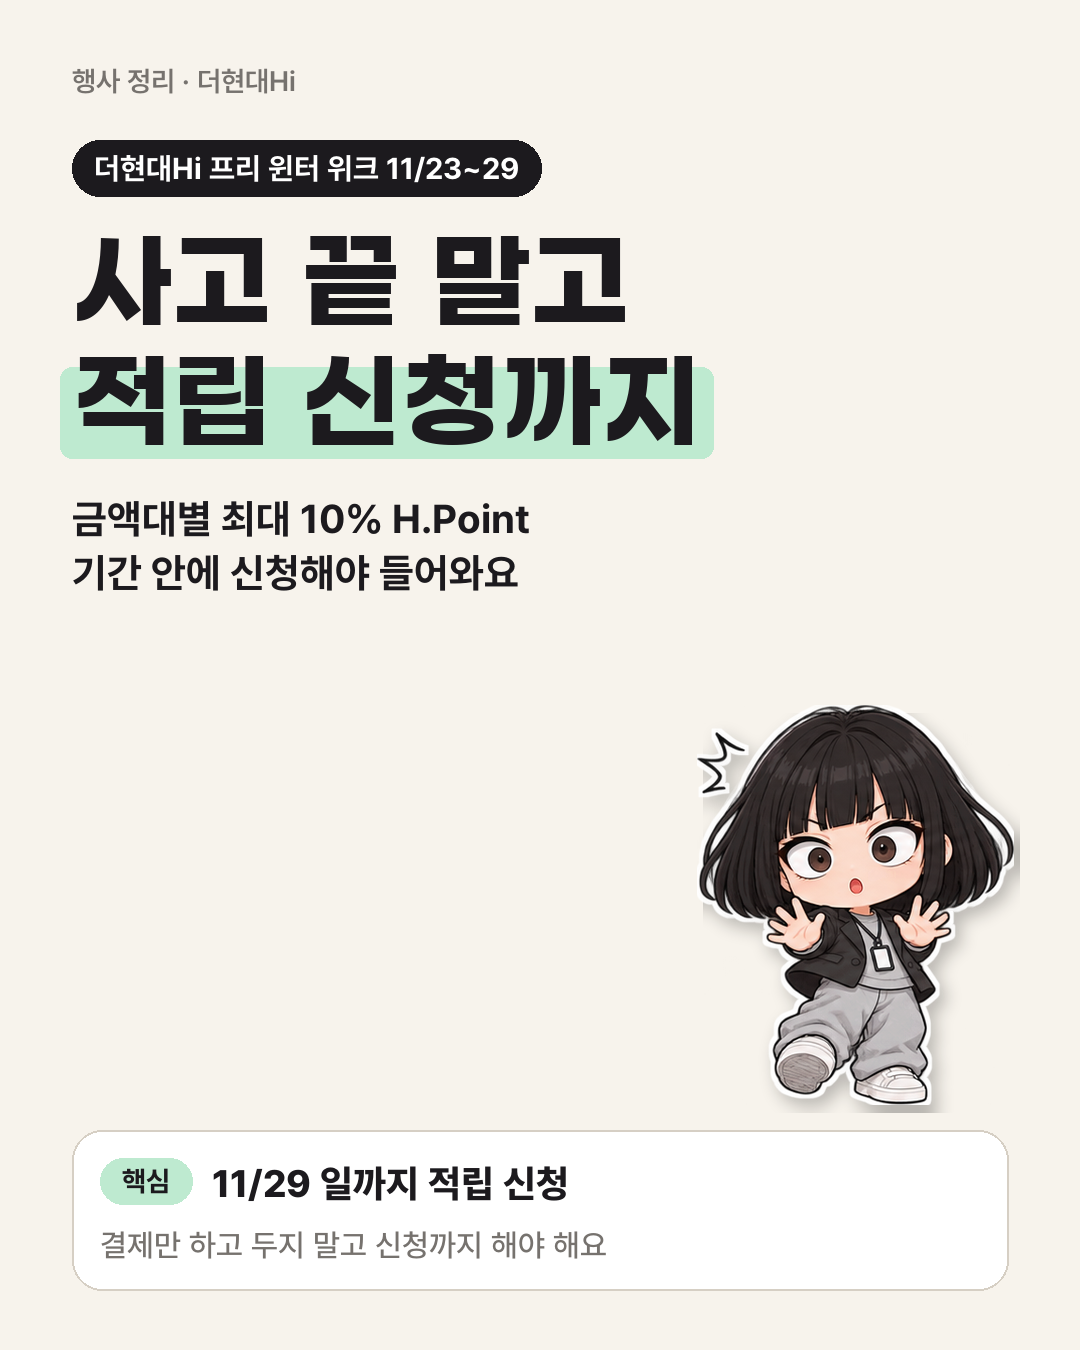 행사 정리 · 더현대Hi
더현대Hi 프리 윈터 위크 11/23~29
사고 끝 말고
적립 신청까지
금액대별 최대 10% H.Point
기간 안에 신청해야 들어와요
핵심 11/29 일까지 적립 신청
결제만 하고 두지 말고 신청까지 해야 해요